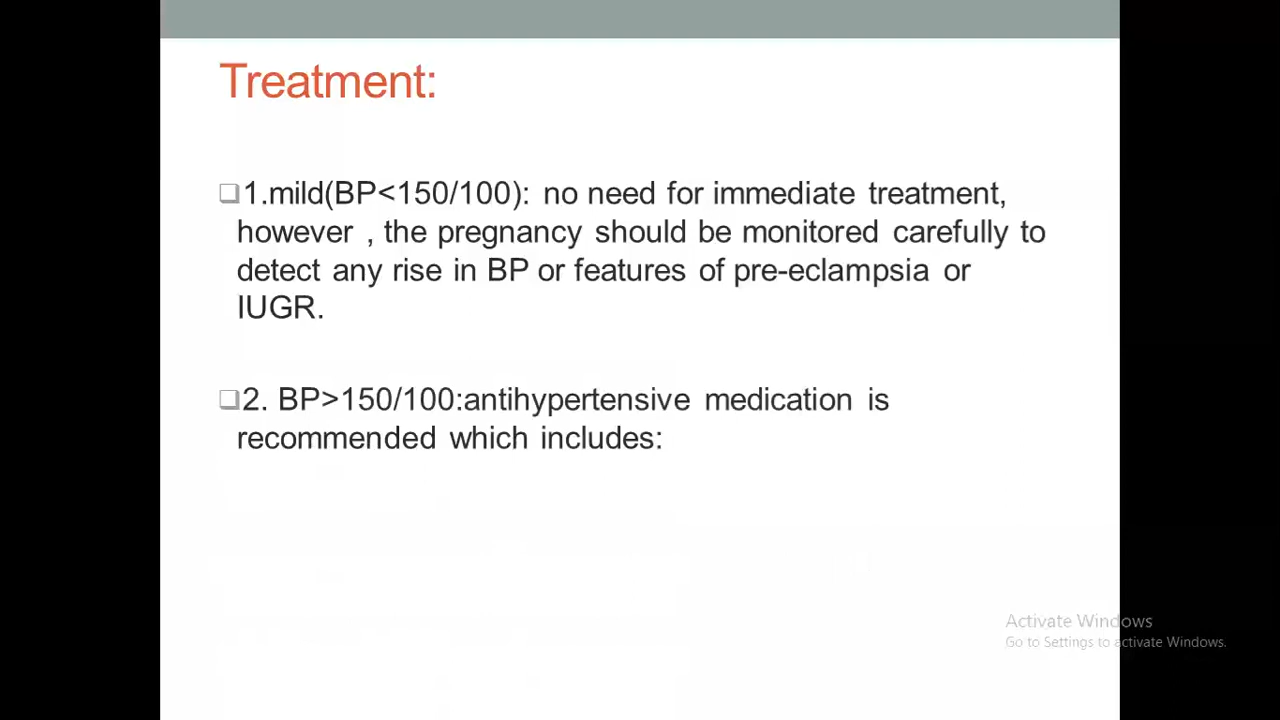 Treatment:
1.mild(BP<150/100): no need for immediate treatment,
however , the pregnancy should be monitored carefully to
detect any rise in BP or features of pre-eclampsia or
IUGR.
2. BP>150/100:antihypertensive medication is
recommended which includes:
Activate Windows
Go to Settings to activate Windows.